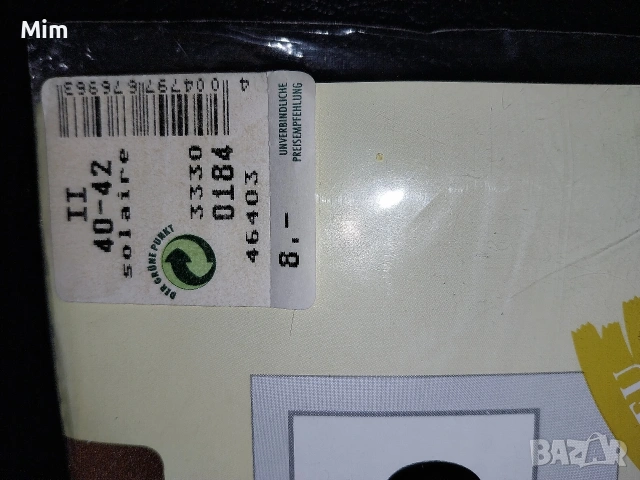 Mim
4 004797 676963
II
40-42
solaire
3330
0184
46403
DER GRÜNE PUNKT
UNVERBINDLICHE
PREISEMPFEHLUNG
8.-
BAZAR